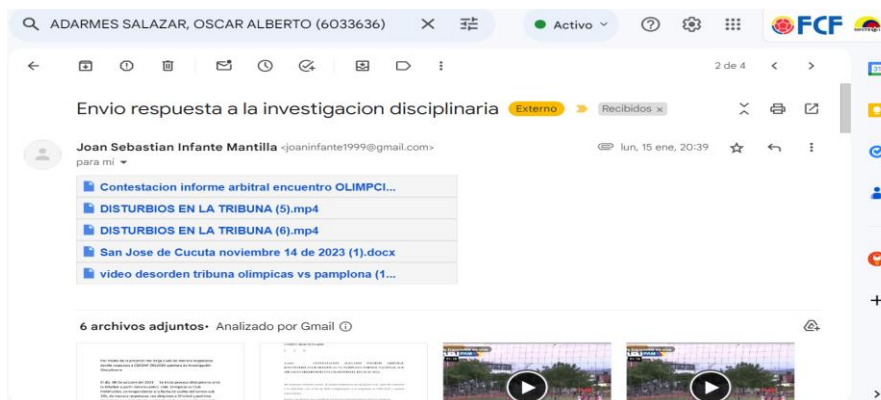 ADARMES SALAZAR, OSCAR ALBERTO (6033636)
Activo
FCF
2 de 4
Envio respuesta a la investigacion disciplinaria Externo Recibidos x
Joan Sebastian Infante Mantilla <joaninfante1999@gmail.com> lun, 15 ene, 20:39
para mí
Contestacion informe arbitral encuentro OLIMPCI...
DISTURBIOS EN LA TRIBUNA (5).mp4
DISTURBIOS EN LA TRIBUNA (6).mp4
San Jose de Cucuta noviembre 14 de 2023 (1).docx
video desorden tribuna olimpicas vs pamplona (1...
6 archivos adjuntos• Analizado por Gmail